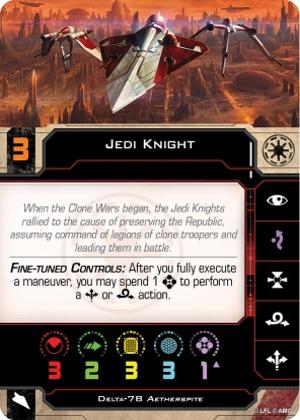 3
JEDI KNIGHT
When the Clone Wars began, the Jedi Knights
rallied to the cause of preserving the Republic,
assuming command of legions of clone troopers and
leading them in battle.
FINE-TUNED CONTROLS: After you fully execute
a maneuver, you may spend 1 to perform
a or action.
3 2 3 3 1
DELTA-7B AETHERSPITE
© LFL © AMG